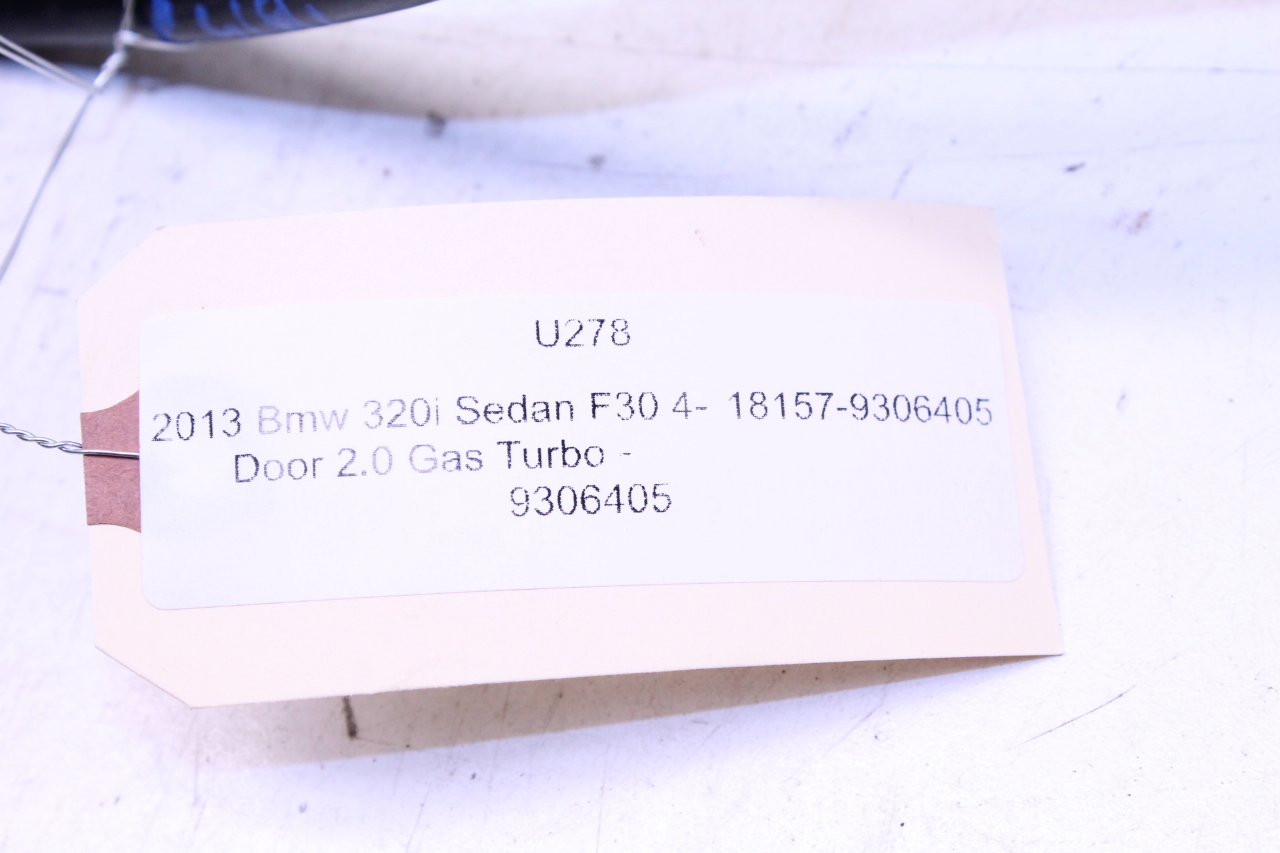 U278
2013 Bmw 320i Sedan F30 4- 18157-9306405
Door 2.0 Gas Turbo -
9306405